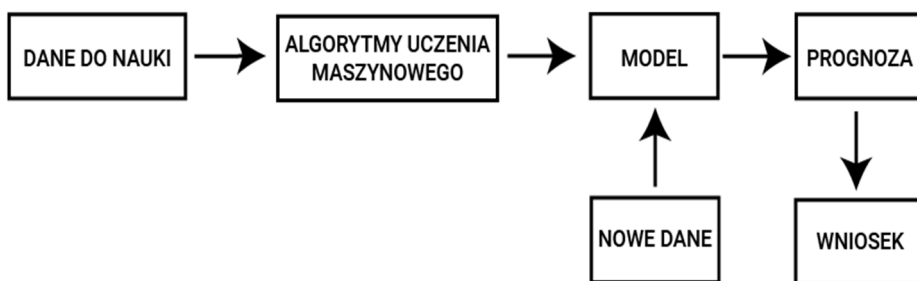 DANE DO NAUKI
ALGORYTMY UCZENIA
MASZYNOWEGO
MODEL
PROGNOZA
NOWE DANE
WNIOSEK